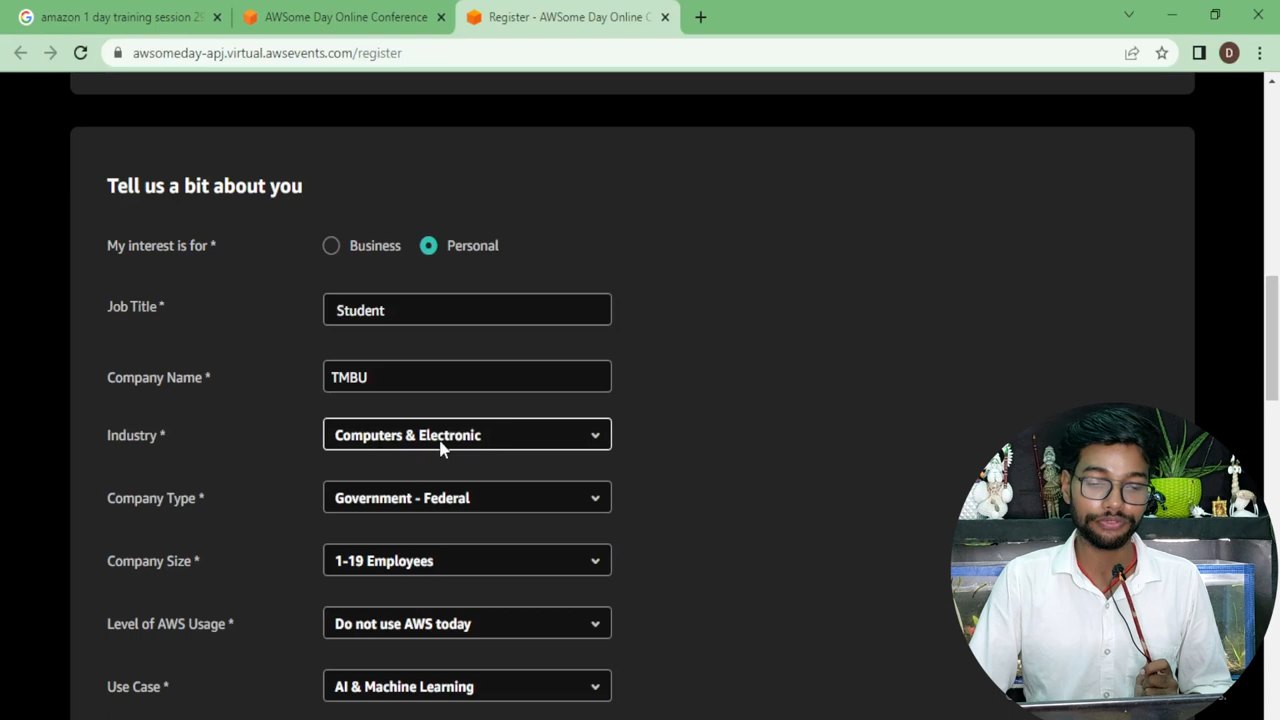 amazon 1 day training session 29
AWSome Day Online Conference
Register - AWSome Day Online C
awsomeday-apj.virtual.awsevents.com/register
D
Tell us a bit about you
My interest is for *
Business
Personal
Job Title *
Student
Company Name *
TMBU
Industry *
Computers & Electronic
Company Type *
Government - Federal
Company Size *
1-19 Employees
Level of AWS Usage *
Do not use AWS today
Use Case *
AI & Machine Learning